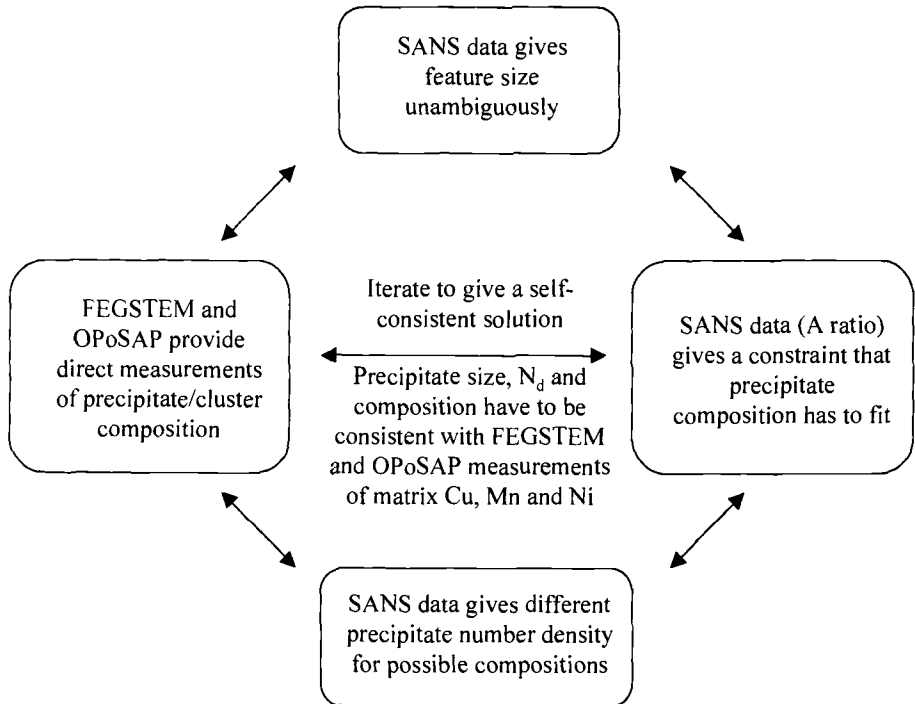 SANS data gives
feature size
unambiguously
FEGSTEM and
OPoSAP provide
direct measurements
of precipitate/cluster
composition
Iterate to give a self-
consistent solution
Precipitate size, N_d and
composition have to be
consistent with FEGSTEM
and OPoSAP measurements
of matrix Cu, Mn and Ni
SANS data (A ratio)
gives a constraint that
precipitate
composition has to fit
SANS data gives different
precipitate number density
for possible compositions